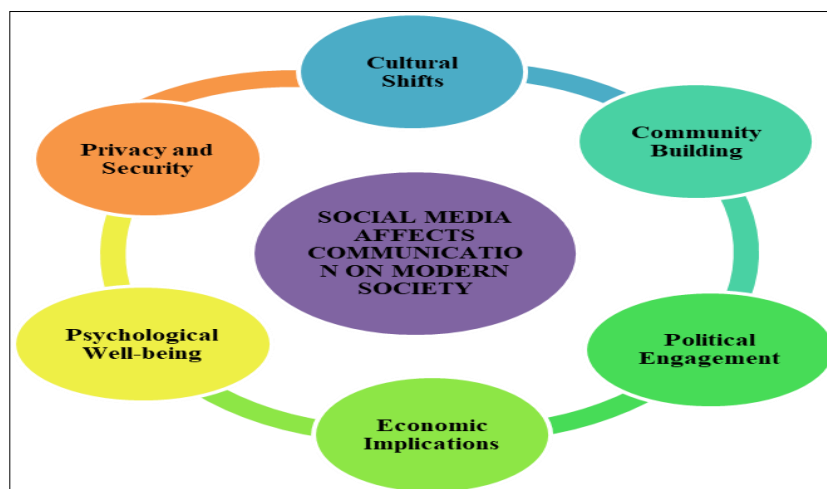 Cultural
Shifts
Community
Building
Privacy and
Security
SOCIAL MEDIA
AFFECTS
COMMUNICATIO
N ON MODERN
SOCIETY
Psychological
Well-being
Political
Engagement
Economic
Implications